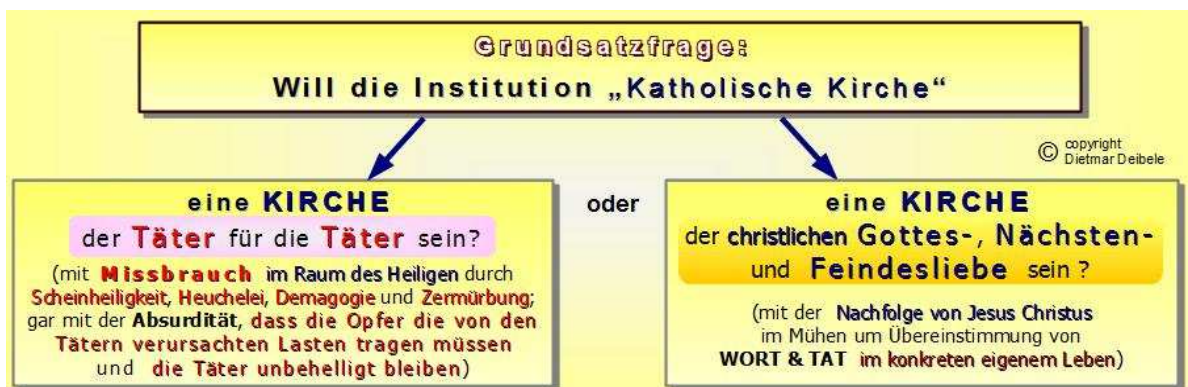 Grundsatzfrage:
Will die Institution „Katholische Kirche“
© copyright
Dietmar Deibele
eine KIRCHE
der Täter für die Täter sein?
(mit Missbrauch im Raum des Heiligen durch
Scheinheiligkeit, Heuchelei, Demagogie und Zermürbung;
gar mit der Absurdität, dass die Opfer die von den
Tätern verursachten Lasten tragen müssen
und die Täter unbehelligt bleiben)
oder
eine KIRCHE
der christlichen Gottes-, Nächsten-
und Feindesliebe sein ?
(mit der Nachfolge von Jesus Christus
im Mühen um Übereinstimmung von
WORT & TAT im konkreten eigenem Leben)